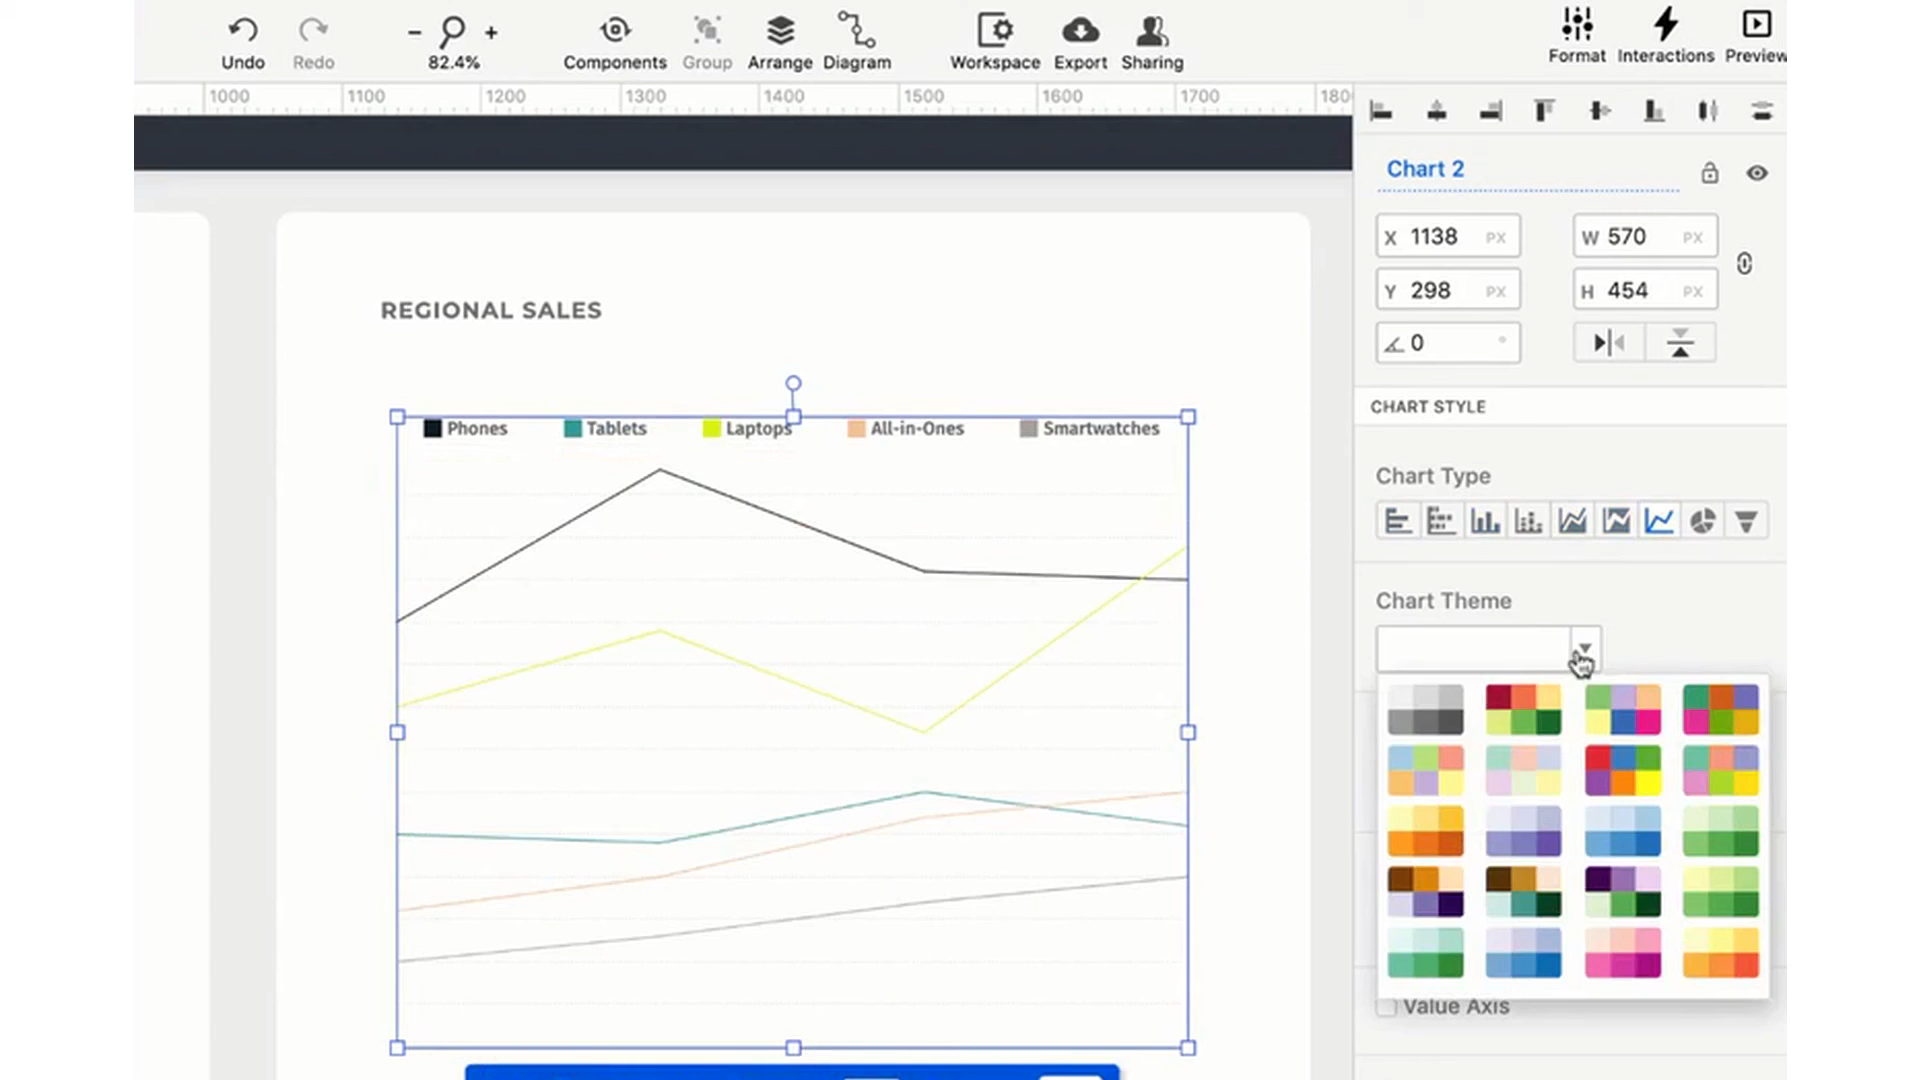 Undo Redo − 82.4% + Components Group Arrange Diagram Workspace Export Sharing Format Interactions Preview
1000 1100 1200 1300 1400 1500 1600 1700 1800
Chart 2
X 1138 PX W 570 PX
Y 298 PX H 454 PX
0 °
REGIONAL SALES
CHART STYLE
Phones Tablets Laptops All-in-Ones Smartwatches
Chart Type
Chart Theme
Value Axis